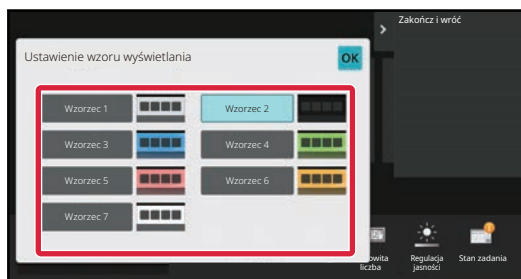 Zakończ i wróć
Ustawienie wzoru wyświetlania
OK
Wzorzec 1
Wzorzec 2
Wzorzec 3
Wzorzec 4
Wzorzec 5
Wzorzec 6
Wzorzec 7
liczba
Regulacja
jasności
Stan zadania